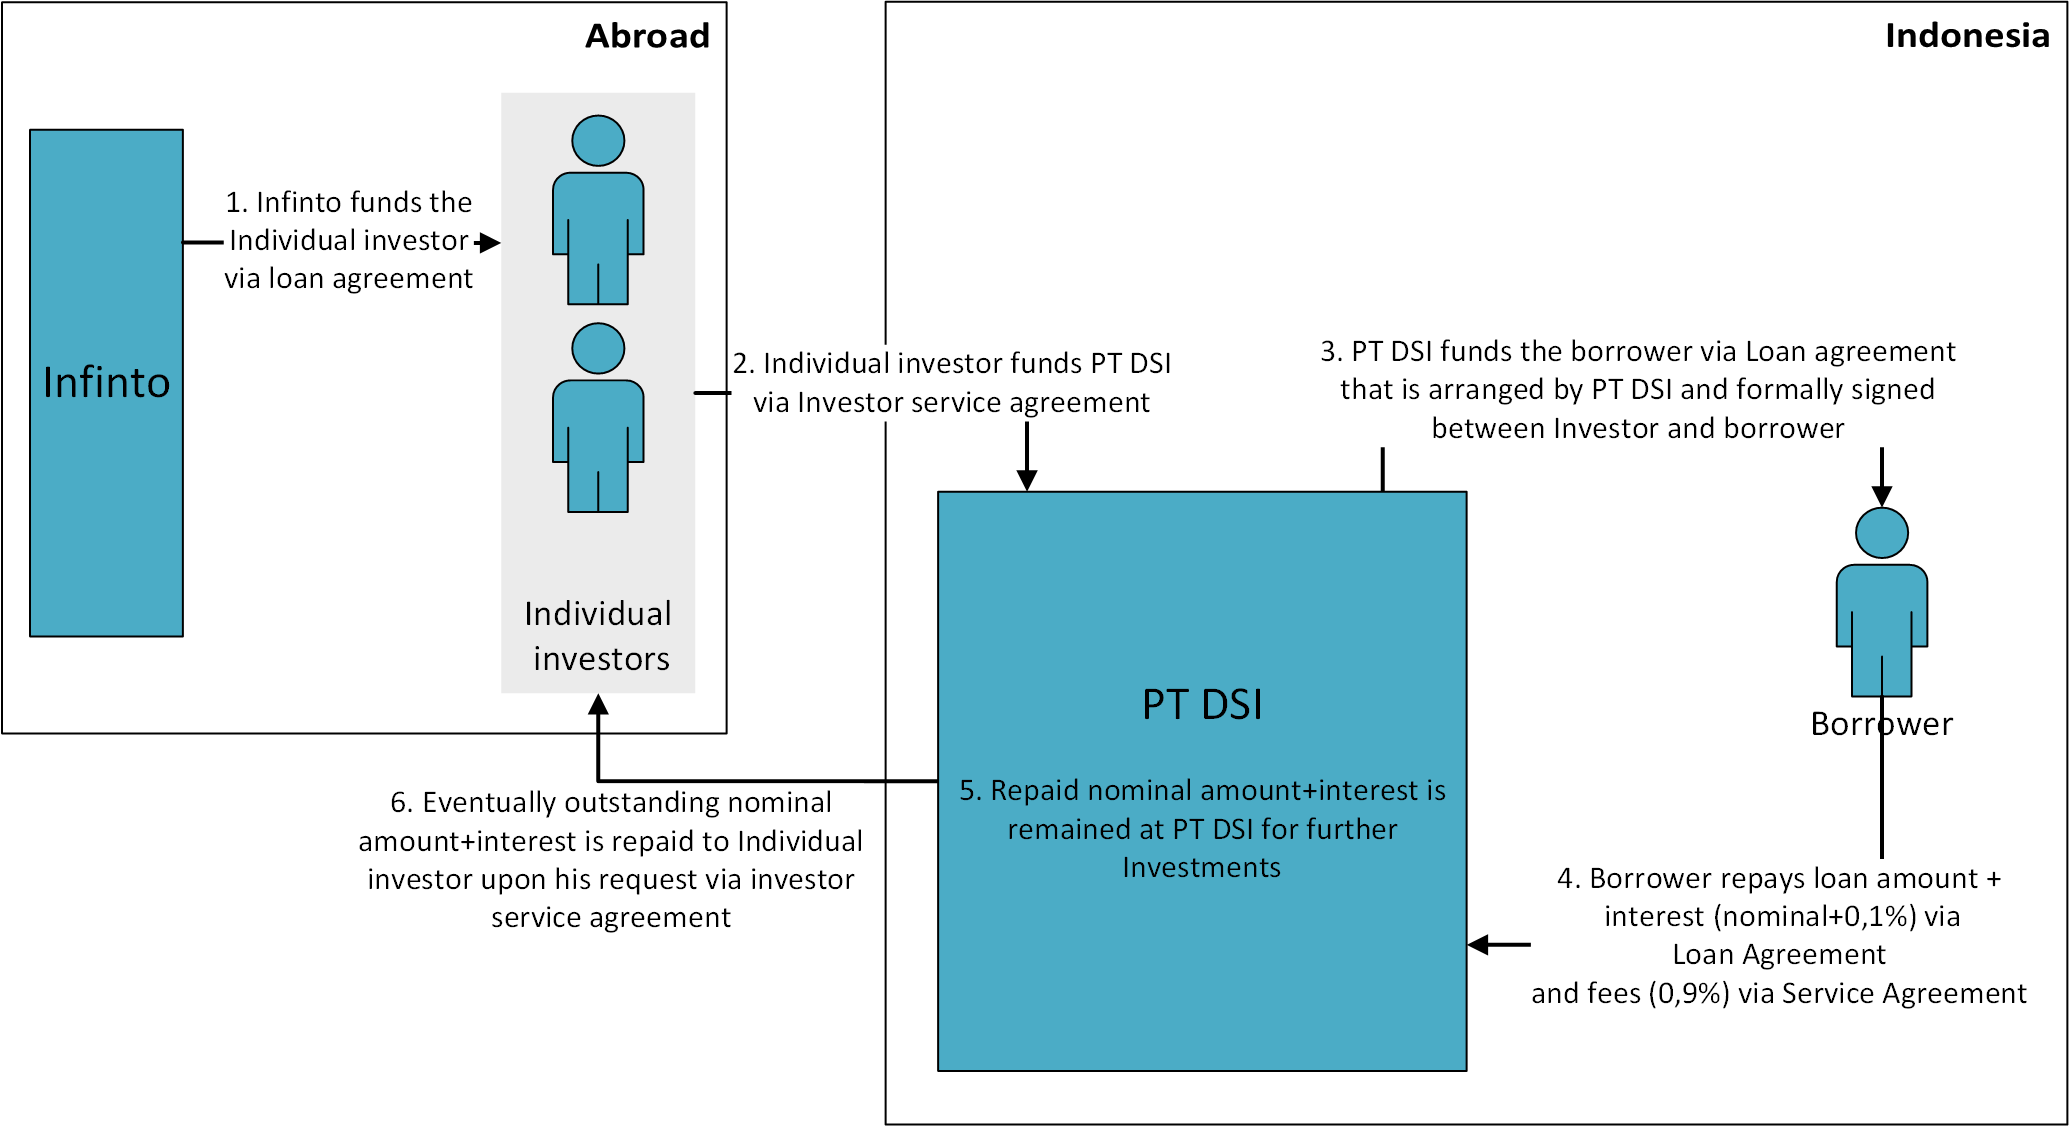 Abroad
Indonesia
Infinto
1. Infinto funds the
Individual investor
via loan agreement
Individual
investors
2. Individual investor funds PT DSI
via Investor service agreement
3. PT DSI funds the borrower via Loan agreement
that is arranged by PT DSI and formally signed
between Investor and borrower
Borrower
PT DSI
5. Repaid nominal amount+interest is
remained at PT DSI for further
Investments
4. Borrower repays loan amount +
interest (nominal+0,1%) via
Loan Agreement
and fees (0,9%) via Service Agreement
6. Eventually outstanding nominal
amount+interest is repaid to Individual
investor upon his request via investor
service agreement